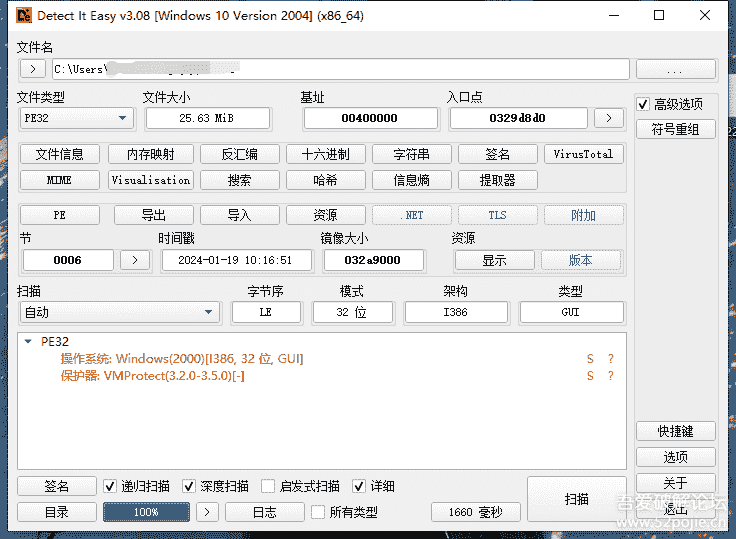 Detect It Easy v3.08 [Windows 10 Version 2004] (x86_64)
文件名
> C:\Users\ ...
文件类型 文件大小 基址 入口点
PE32 25.63 MiB 00400000 0329d8d0 >
高级选项
文件信息 内存映射 反汇编 十六进制 字符串 签名 VirusTotal
符号重组
MIME Visualisation 搜索 哈希 信息熵 提取器
PE 导出 导入 资源 .NET TLS 附加
节 时间戳 镜像大小 资源
0006 > 2024-01-19 10:16:51 032a9000 显示 版本
扫描 字节序 模式 架构 类型
自动 LE 32 位 I386 GUI
PE32
操作系统: Windows(2000)[I386, 32 位, GUI] S ?
保护器: VMProtect(3.2.0-3.5.0)[-] S ?
快捷键
选项
签名 递归扫描 深度扫描 启发式扫描 详细 扫描 关于
目录 100% > 日志 所有类型 1660 毫秒 退出
吾爱破解论坛
www.52pojie.cn